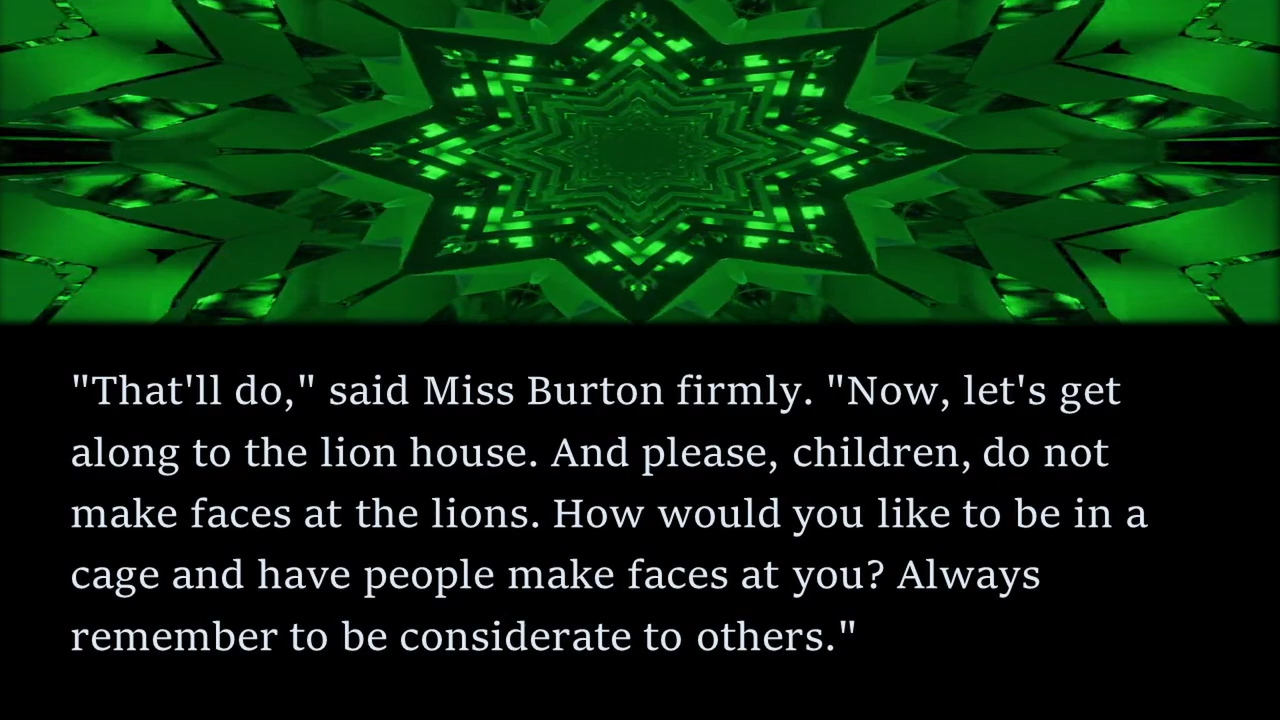 "That'll do," said Miss Burton firmly. "Now, let's get
along to the lion house. And please, children, do not
make faces at the lions. How would you like to be in a
cage and have people make faces at you? Always
remember to be considerate to others."